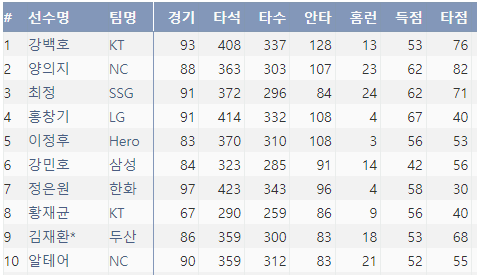 # 선수명 팀명 경기 타석 타수 안타 홈런 득점 타점
1 강백호 KT 93 408 337 128 13 53 76
2 양의지 NC 88 363 303 107 23 62 82
3 최정 SSG 91 372 296 84 24 62 71
4 홍창기 LG 91 414 332 108 4 67 40
5 이정후 Hero 83 370 310 108 3 56 53
6 강민호 삼성 84 323 285 91 14 42 56
7 정은원 한화 97 423 343 96 4 58 30
8 황재균 KT 67 290 259 86 9 56 40
9 김재환* 두산 86 359 300 83 18 53 68
10 알테어 NC 90 359 312 83 21 52 55